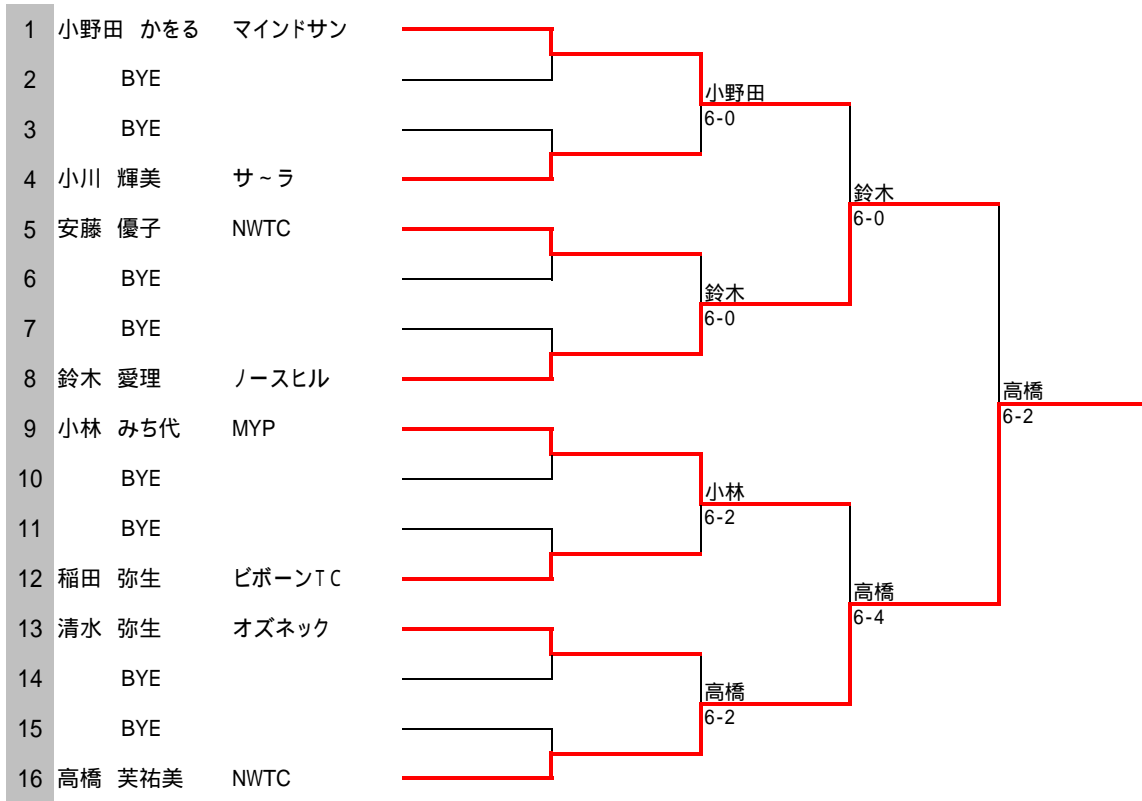 1 小野田 かをる マインドサン
2 BYE
小野田
6-0
3 BYE
4 小川 輝美 サ~ラ
鈴木
6-0
5 安藤 優子 NWTC
6 BYE
鈴木
6-0
7 BYE
8 鈴木 愛理 ノースヒル
高橋
6-2
9 小林 みち代 MYP
10 BYE
小林
6-2
11 BYE
12 稲田 弥生 ビボーンTC
高橋
6-4
13 清水 弥生 オズネック
14 BYE
高橋
6-2
15 BYE
16 高橋 芙祐美 NWTC